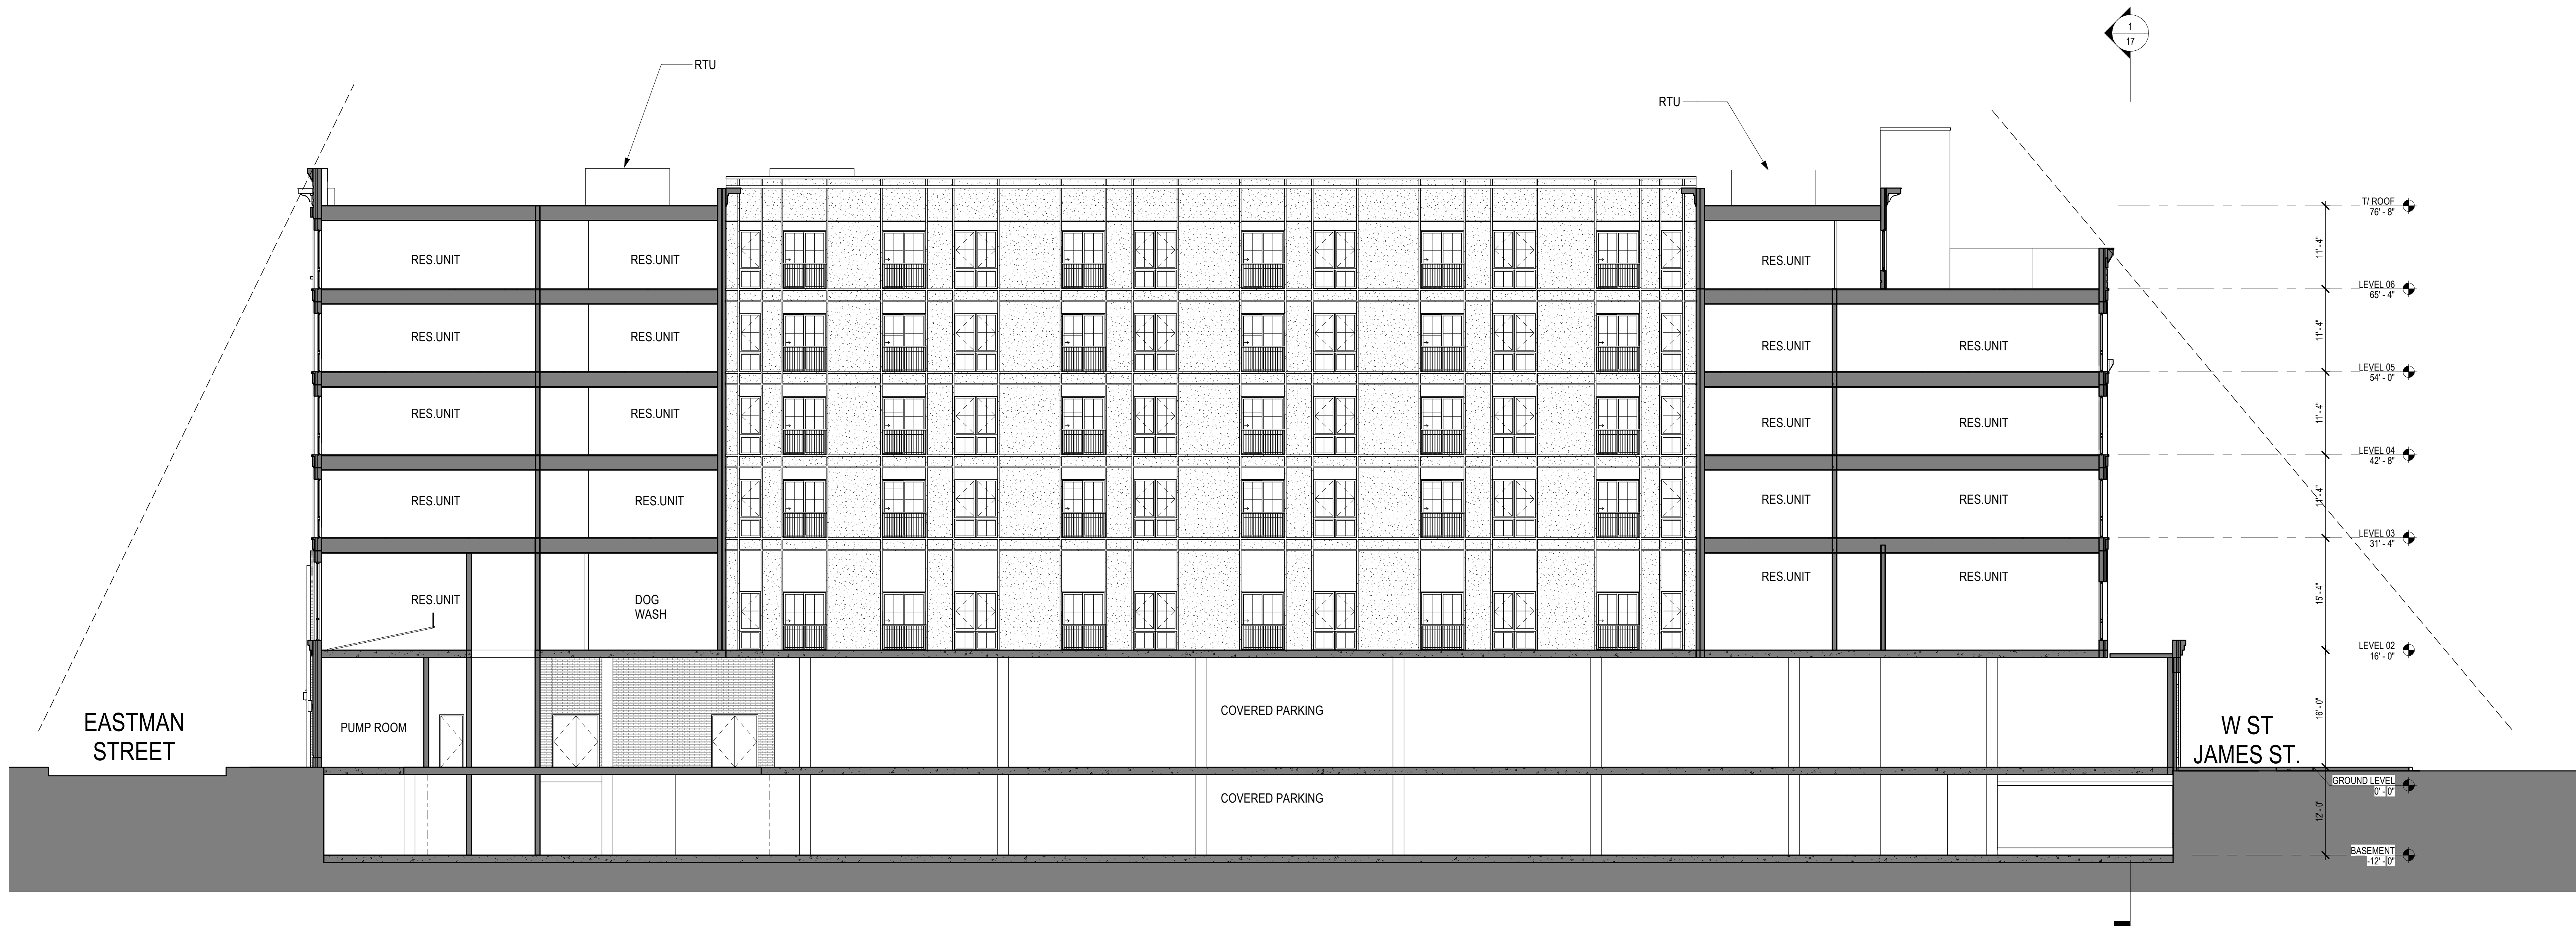 1
17
RTU
RTU
T/ ROOF
76' - 8"
11' - 4"
RES.UNIT
RES.UNIT
RES.UNIT
LEVEL 06
65' - 4"
11' - 4"
RES.UNIT
RES.UNIT
RES.UNIT
RES.UNIT
LEVEL 05
54' - 0"
11' - 4"
RES.UNIT
RES.UNIT
RES.UNIT
RES.UNIT
LEVEL 04
42' - 8"
11' - 4"
RES.UNIT
RES.UNIT
RES.UNIT
RES.UNIT
LEVEL 03
31' - 4"
RES.UNIT
RES.UNIT
15' - 4"
RES.UNIT
DOG
WASH
LEVEL 02
16' - 0"
16' - 0"
EASTMAN
STREET
PUMP ROOM
COVERED PARKING
W ST
JAMES ST.
GROUND LEVEL
0' - 0"
COVERED PARKING
12' - 0"
BASEMENT
-12' - 0"